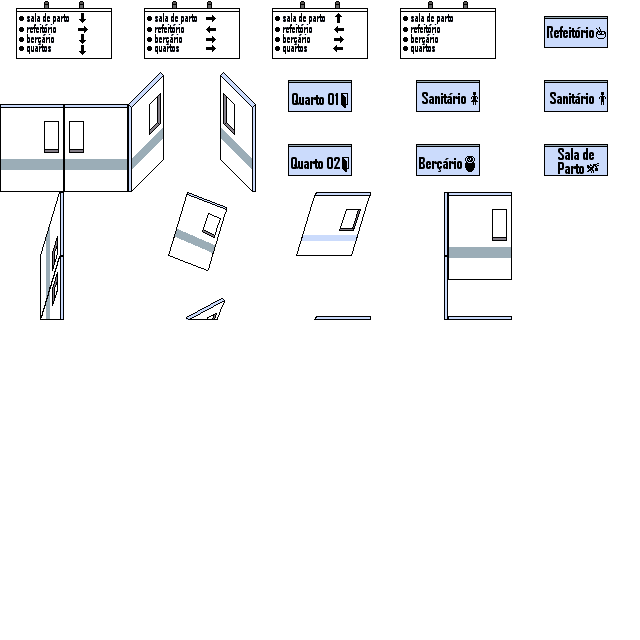 sala de parto
refeitório
berçário
quartos
sala de parto
refeitório
berçário
quartos
sala de parto
refeitório
berçário
quartos
sala de parto
refeitório
berçário
quartos
Refeitório
Quarto 01
Sanitário
Sanitário
Quarto 02
Berçário
Sala de
Parto